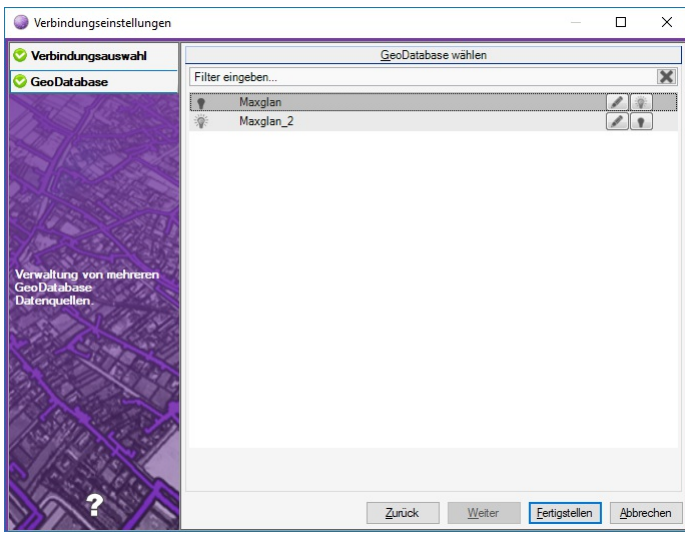 Verbindungseinstellungen
Verbindungsauswahl
GeoDatabase
Verwaltung von mehreren
GeoDatabase
Datenquellen.
?
GeoDatabase wählen
Filter eingeben...
Maxglan
Maxglan_2
Zurück
Weiter
Fertigstellen
Abbrechen